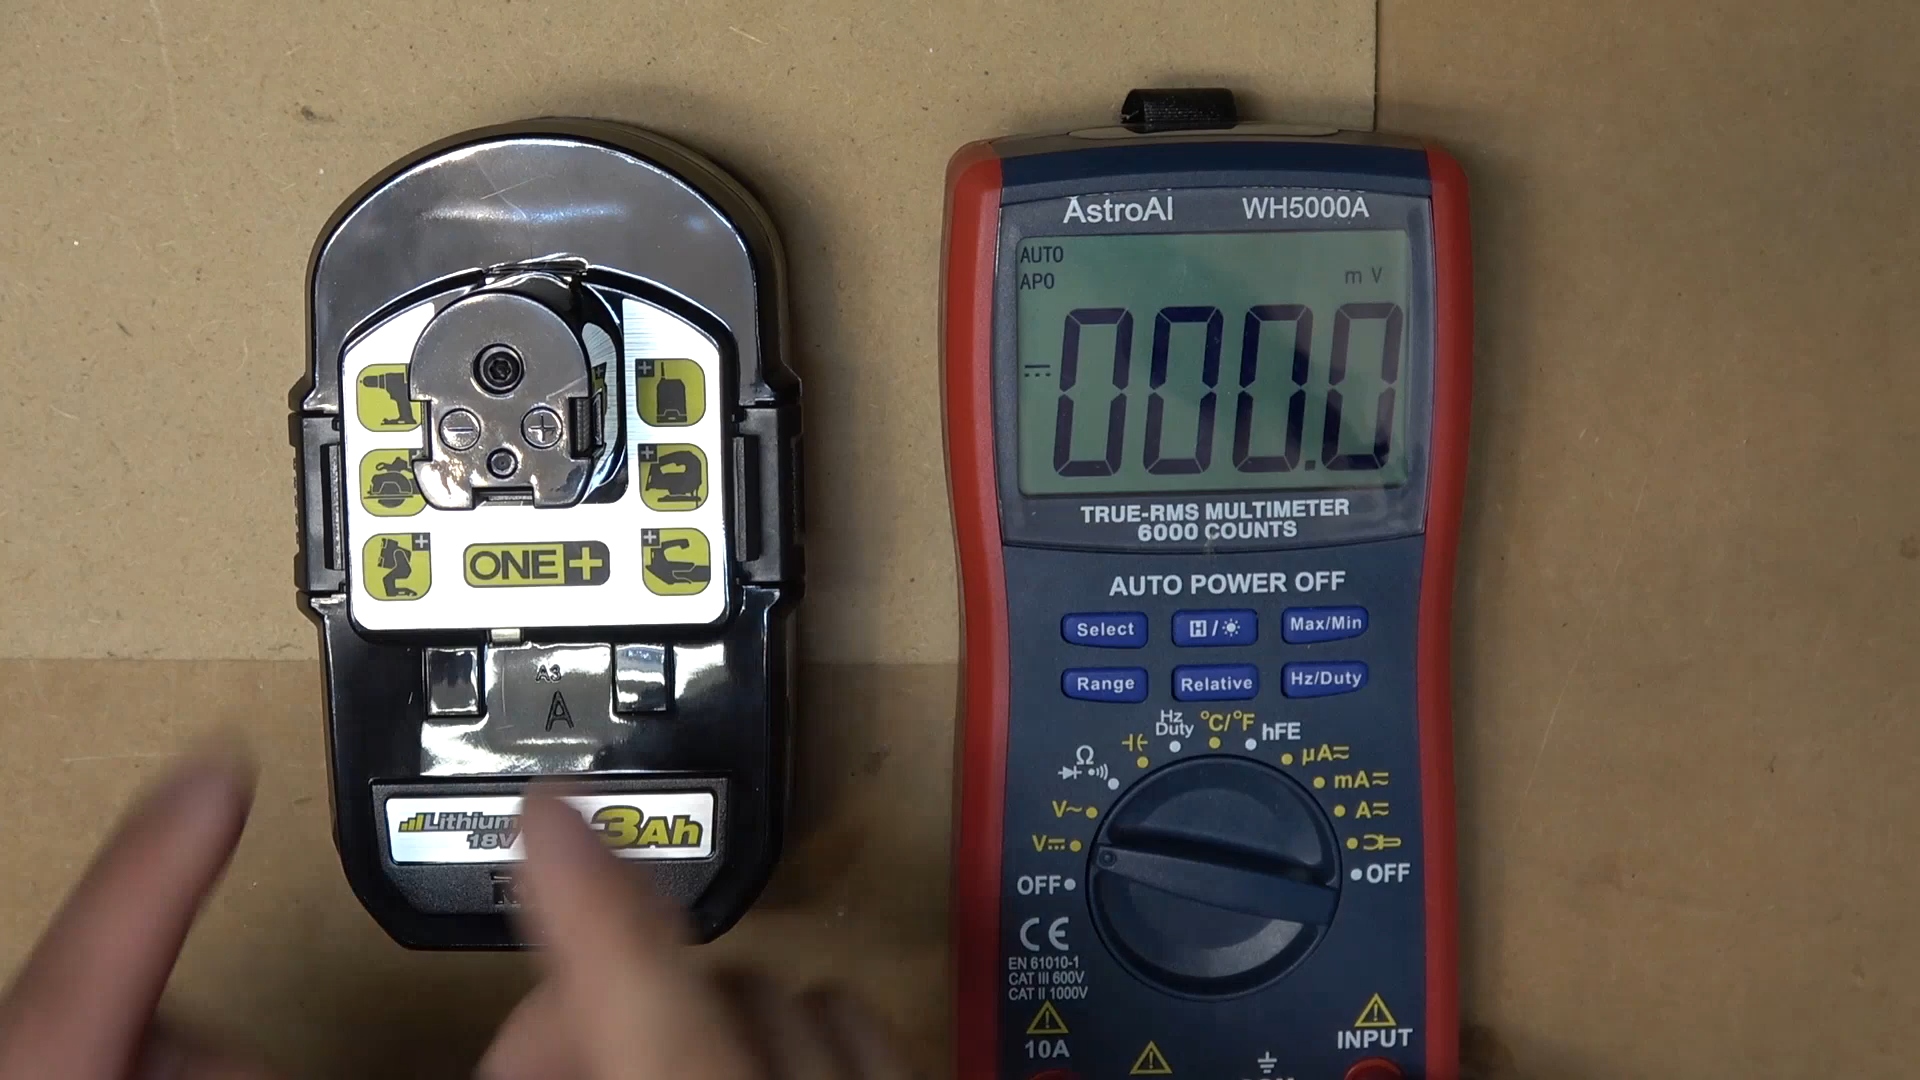 AstroAI WH5000A
AUTO
APO
m V
000.0
TRUE-RMS MULTIMETER
6000 COUNTS
AUTO POWER OFF
Select
H / 
Max/Min
Range
Relative
Hz/Duty
Hz
Duty
°C/°F
hFE
Ω
µA
mA
V~
A
V
OFF
OFF
CE
EN 61010-1
CAT III 600V
CAT II 1000V
10A
INPUT
ONE+
A3
A
Lithium
18V
3Ah